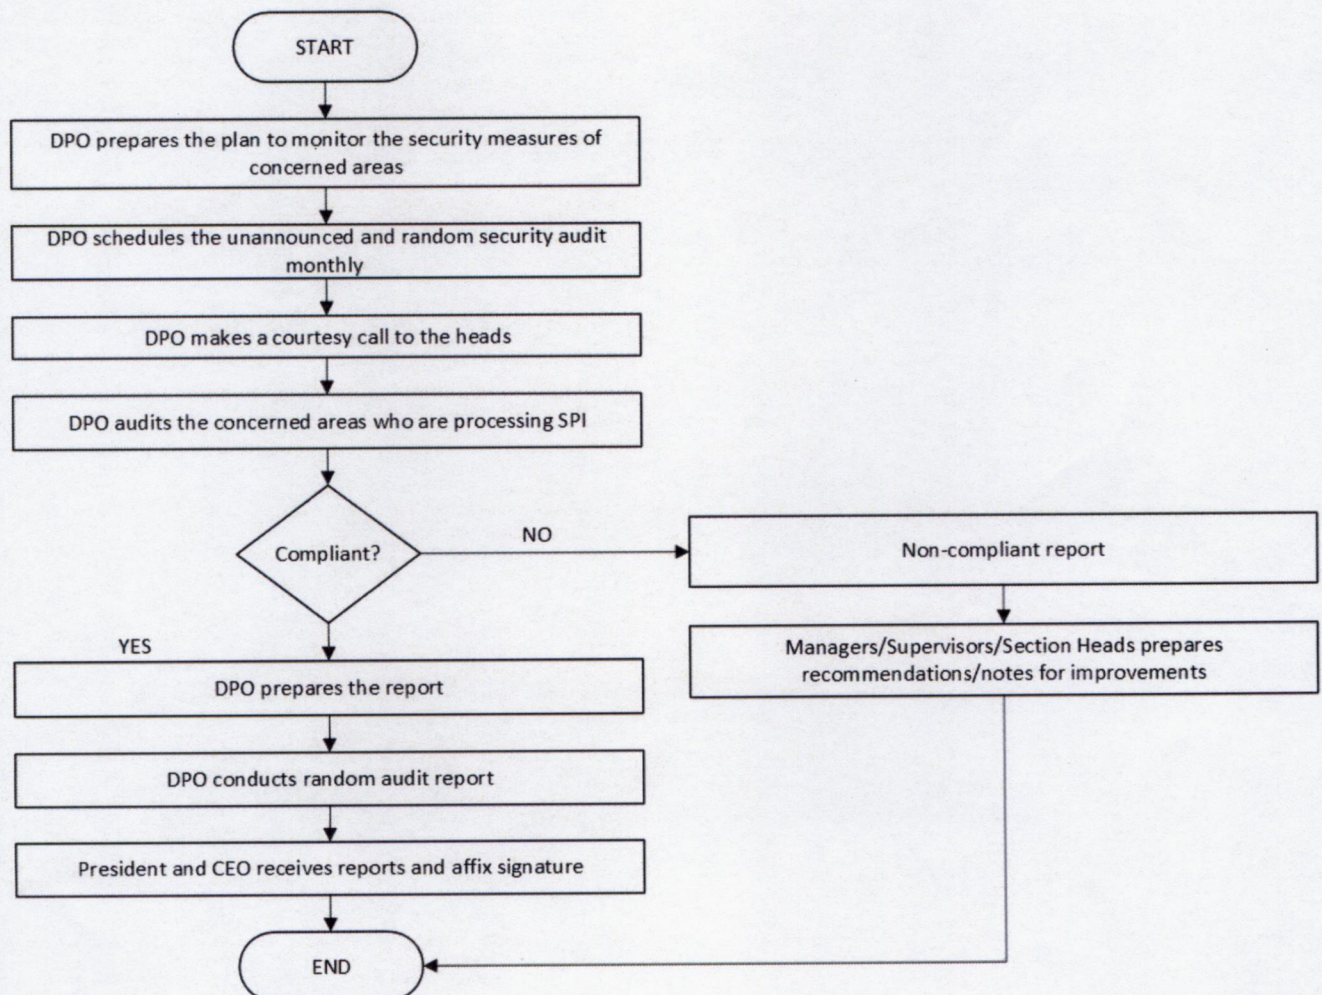 START
DPO prepares the plan to monitor the security measures of
concerned areas
DPO schedules the unannounced and random security audit
monthly
DPO makes a courtesy call to the heads
DPO audits the concerned areas who are processing SPI
Compliant?
NO
Non-compliant report
Managers/Supervisors/Section Heads prepares
recommendations/notes for improvements
YES
DPO prepares the report
DPO conducts random audit report
President and CEO receives reports and affix signature
END